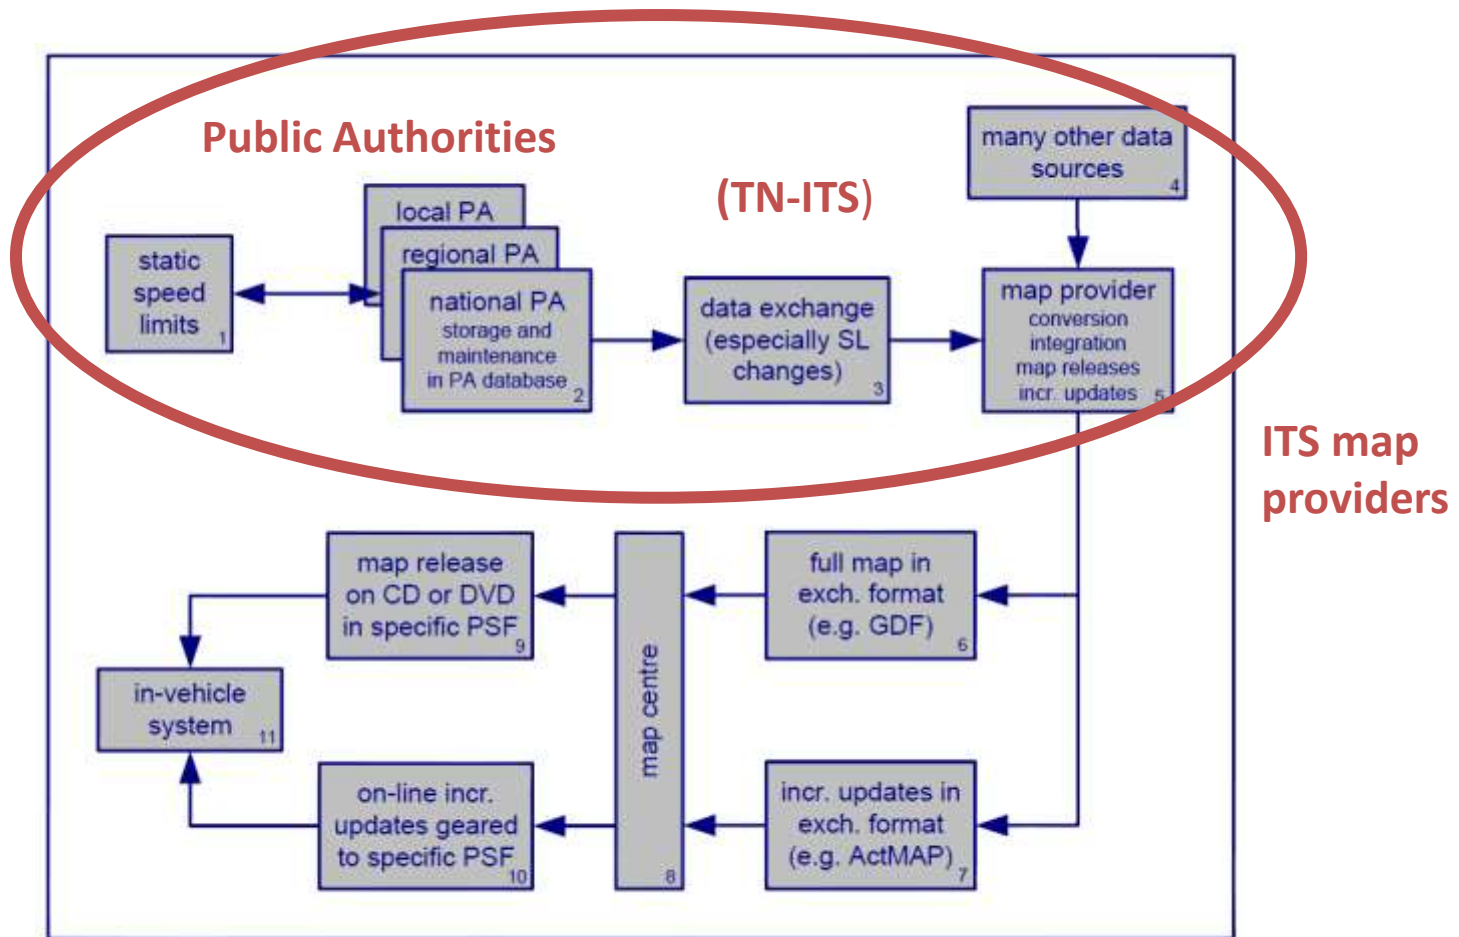 Public Authorities
(TN-ITS)
many other data
sources
4
local PA
regional PA
national PA
storage and
maintenance
in PA database
2
static
speed
limits
1
data exchange
(especially SL
changes)
3
map provider
conversion
integration
map releases
incr. updates
5
ITS map
providers
map release
on CD or DVD
in specific PSF
9
full map in
exch. format
(e.g. GDF)
6
map centre
8
in-vehicle
system
11
on-line incr.
updates geared
to specific PSF
10
incr. updates in
exch. format
(e.g. ActMAP)
7